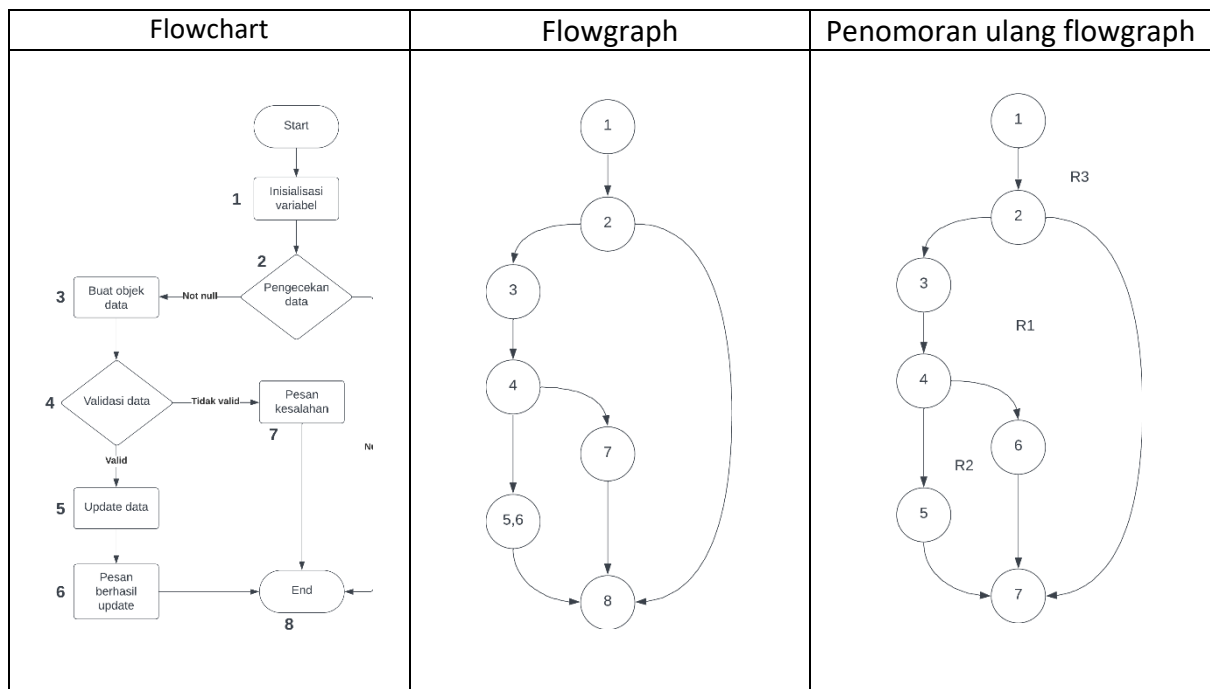 Flowchart
Flowgraph
Penomoran ulang flowgraph
Start
1
Inisialisasi
variabel
2
Pengecekan
data
Not null
3
Buat objek
data
4
Validasi data
Tidak valid
Pesan
kesalahan
7
Valid
5
Update data
6
Pesan
berhasil
update
End
8
1
2
3
4
7
5,6
8
1
R3
2
3
R1
4
6
R2
5
7